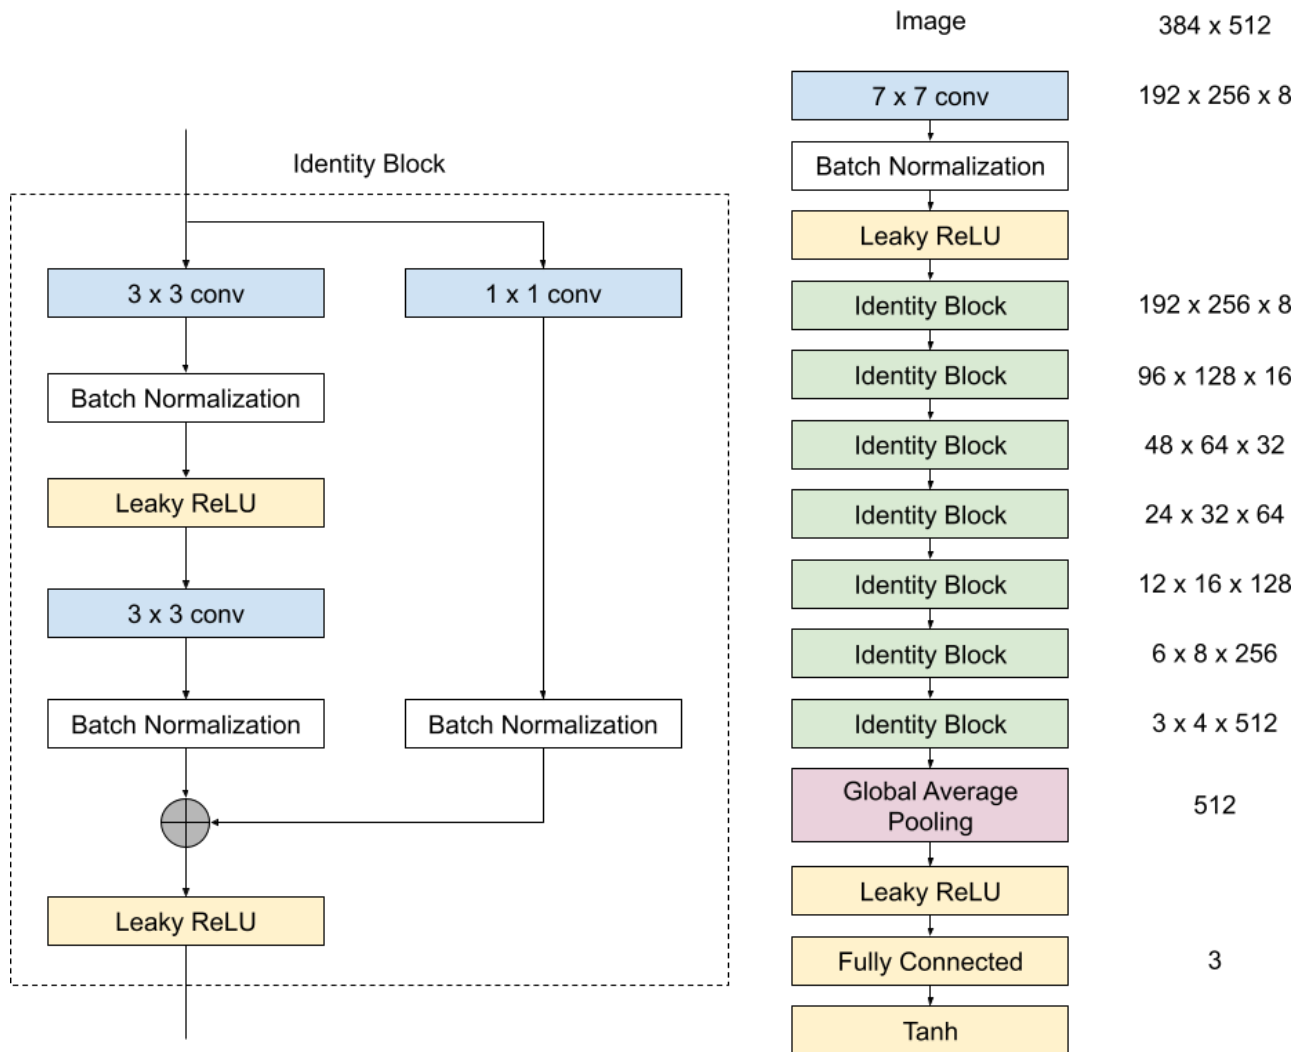 Identity Block
3 x 3 conv
1 x 1 conv
Batch Normalization
Leaky ReLU
3 x 3 conv
Batch Normalization
Batch Normalization
Leaky ReLU
Image
384 x 512
7 x 7 conv
192 x 256 x 8
Batch Normalization
Leaky ReLU
Identity Block
192 x 256 x 8
Identity Block
96 x 128 x 16
Identity Block
48 x 64 x 32
Identity Block
24 x 32 x 64
Identity Block
12 x 16 x 128
Identity Block
6 x 8 x 256
Identity Block
3 x 4 x 512
Global Average
Pooling
512
Leaky ReLU
Fully Connected
3
Tanh